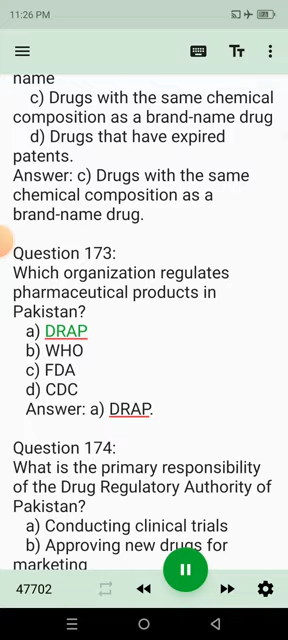 11:26 PM
name
c) Drugs with the same chemical
composition as a brand-name drug
d) Drugs that have expired
patents.
Answer: c) Drugs with the same
chemical composition as a
brand-name drug.
Question 173:
Which organization regulates
pharmaceutical products in
Pakistan?
a) DRAP
b) WHO
c) FDA
d) CDC
Answer: a) DRAP.
Question 174:
What is the primary responsibility
of the Drug Regulatory Authority of
Pakistan?
a) Conducting clinical trials
b) Approving new drugs for
marketing
47702